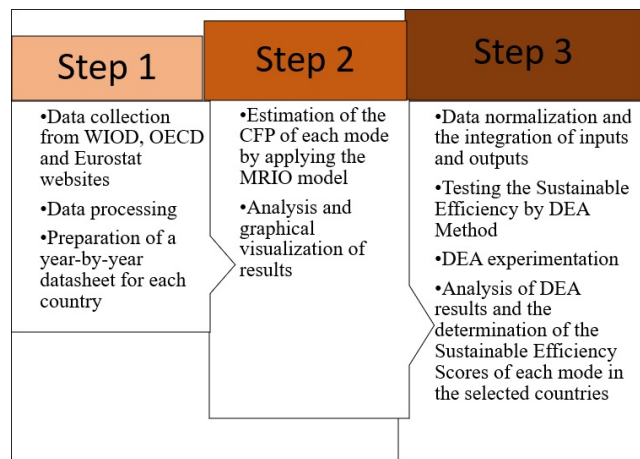 Step 1
•Data collection
from WIOD, OECD
and Eurostat
websites
•Data processing
•Preparation of a
year-by-year
datasheet for each
country
Step 2
•Estimation of the
CFP of each mode
by applying the
MRIO model
•Analysis and
graphical
visualization of
results
Step 3
•Data normalization and
the integration of inputs
and outputs
•Testing the Sustainable
Efficiency by DEA
Method
•DEA experimentation
•Analysis of DEA
results and the
determination of the
Sustainable Efficiency
Scores of each mode in
the selected countries